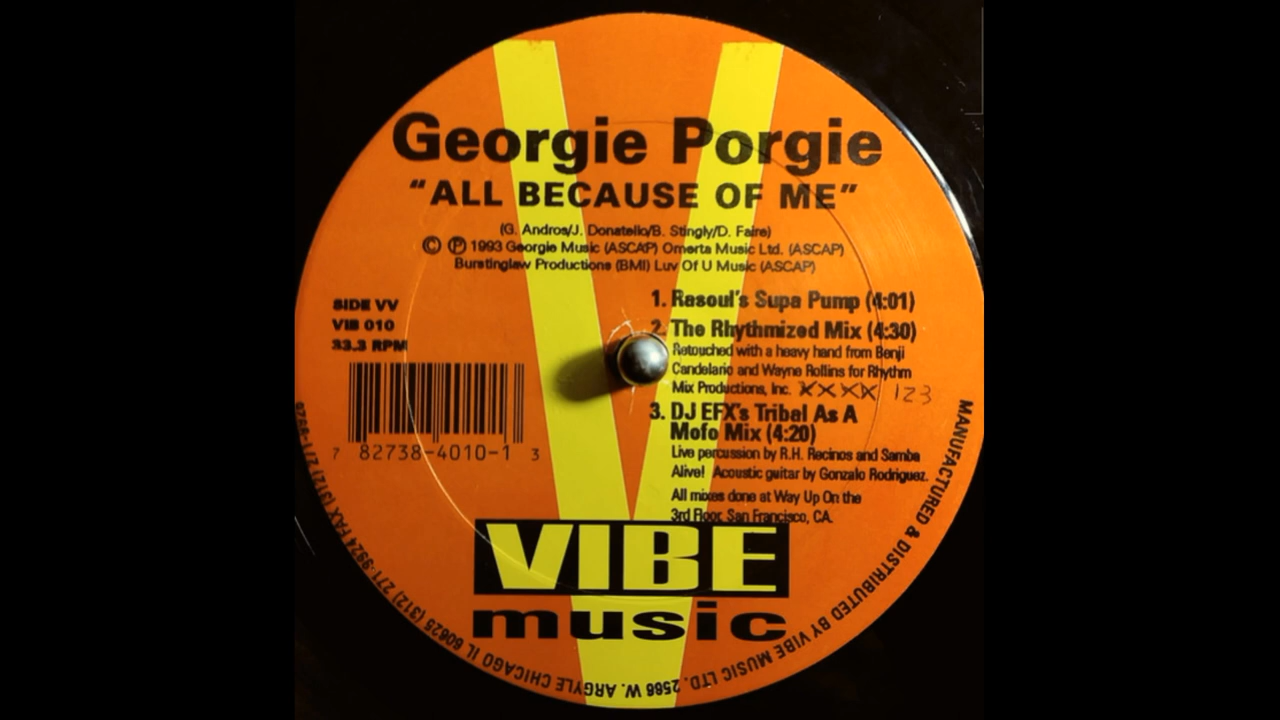 Georgie Porgie
"ALL BECAUSE OF ME"
(G. Andros/J. Donatello/B. Stingly/D. Faire)
© ℗ 1993 Georgie Music (ASCAP) Omerta Music Ltd. (ASCAP)
Burstinglaw Productions (BMI) Luv Of U Music (ASCAP)
SIDE VV
VIB 010
33.3 RPM
7 82738-4010-1 3
1. Rasoul's Supa Pump (4:01)
2. The Rhythmized Mix (4:30)
Retouched with a heavy hand from Benji
Candelario and Wayne Rollins for Rhythm
Mix Productions, Inc. XXXX 123
3. DJ EFX's Tribal As A
Mofo Mix (4:20)
Live percussion by R.H. Recinos and Samba
Alive! Acoustic guitar by Gonzalo Rodriguez.
All mixes done at Way Up On the
3rd Floor, San Francisco, CA.
VIBE
music
MANUFACTURED & DISTRIBUTED BY VIBE MUSIC LTD. 2566 W. ARGYLE CHICAGO IL 60625 (312) 271-9924 FAX (312) 271